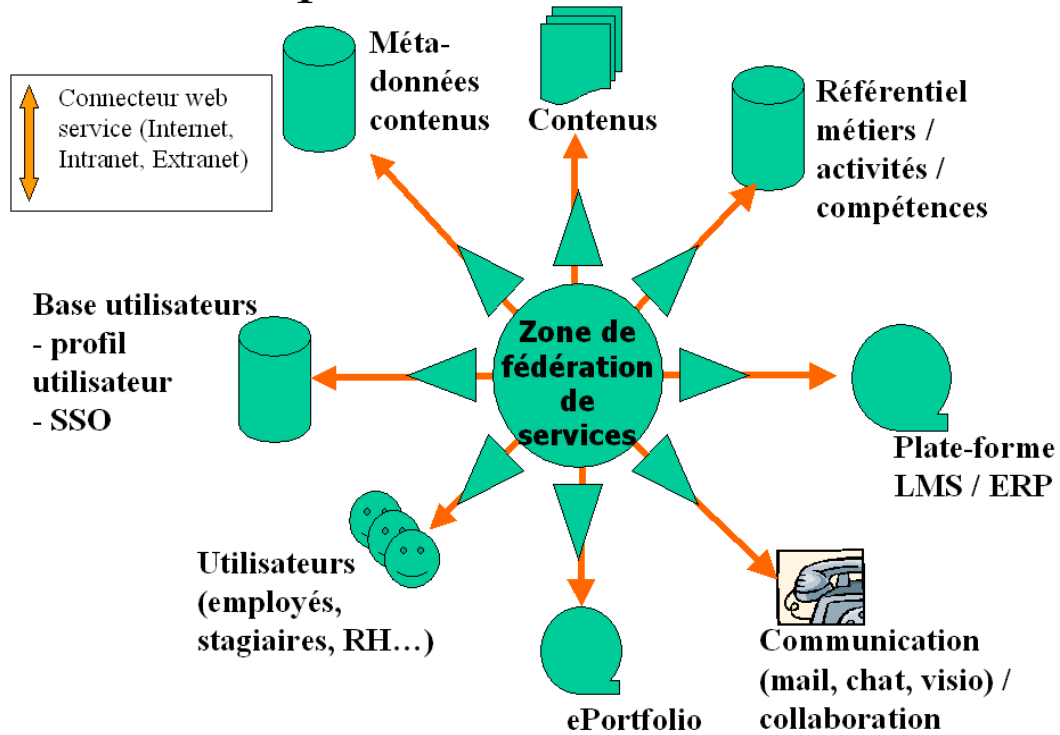 Connecteur web
service (Internet,
Intranet, Extranet)
Méta-
données
contenus
Contenus
Référentiel
métiers /
activités /
compétences
Base utilisateurs
- profil
utilisateur
- SSO
Zone de
fédération
de
services
Plate-forme
LMS / ERP
Utilisateurs
(employés,
stagiaires, RH…)
ePortfolio
Communication
(mail, chat, visio) /
collaboration